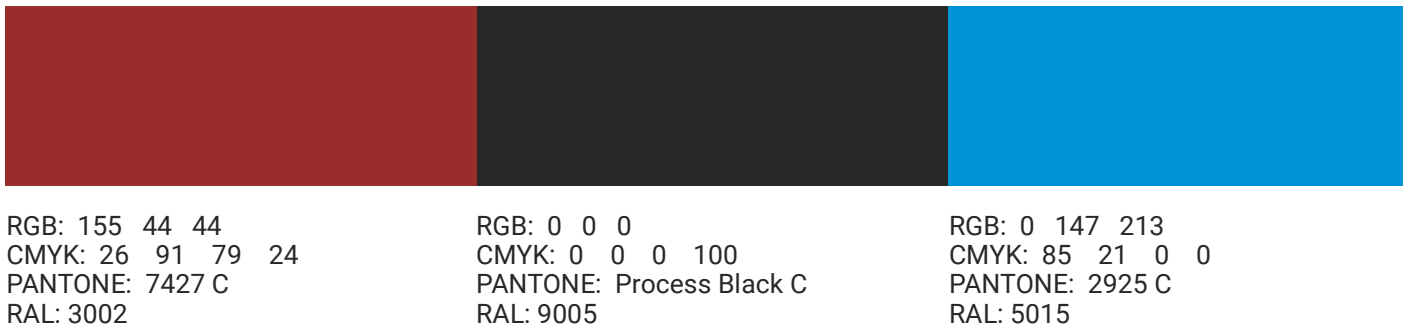 RGB: 155 44 44
CMYK: 26 91 79 24
PANTONE: 7427 C
RAL: 3002
RGB: 0 0 0
CMYK: 0 0 0 100
PANTONE: Process Black C
RAL: 9005
RGB: 0 147 213
CMYK: 85 21 0 0
PANTONE: 2925 C
RAL: 5015